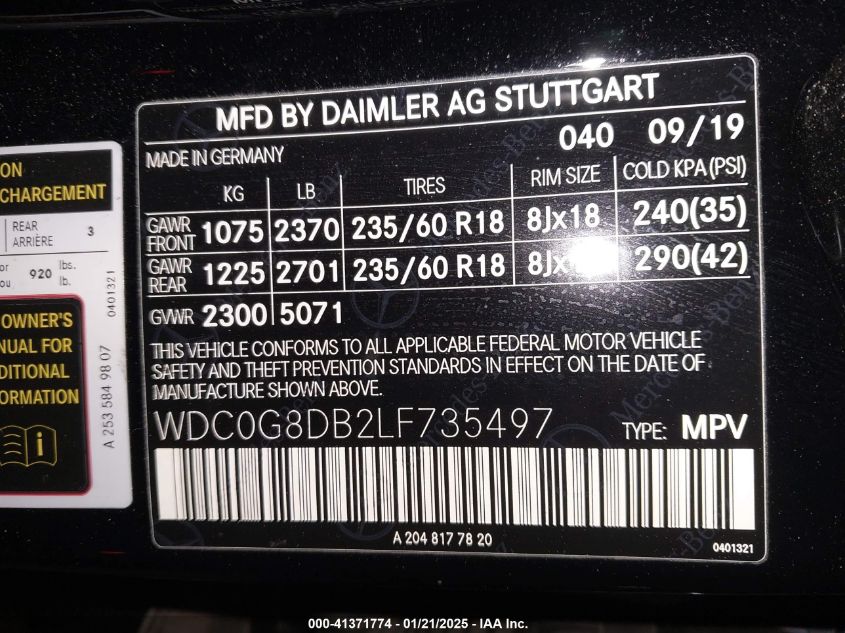 MFD BY DAIMLER AG STUTTGART
MADE IN GERMANY 040 09/19
KG LB TIRES RIM SIZE COLD KPA (PSI)
GAWR FRONT 1075 2370 235/60 R18 8Jx18 240(35)
GAWR REAR 1225 2701 235/60 R18 8Jx 290(42)
GVWR 2300 5071
THIS VEHICLE CONFORMS TO ALL APPLICABLE FEDERAL MOTOR VEHICLE
SAFETY AND THEFT PREVENTION STANDARDS IN EFFECT ON THE DATE OF
MANUFACTURE SHOWN ABOVE.
WDC0G8DB2LF735497 TYPE: MPV
A 204 817 78 20
0401321
CHARGEMENT
REAR
ARRIÈRE 3
or 920 lbs.
ou lb.
0401321
OWNER'S
FOR
A 253 584 98 07
Mercedes-Benz
000-41371774 - 01/21/2025 - IAA Inc.